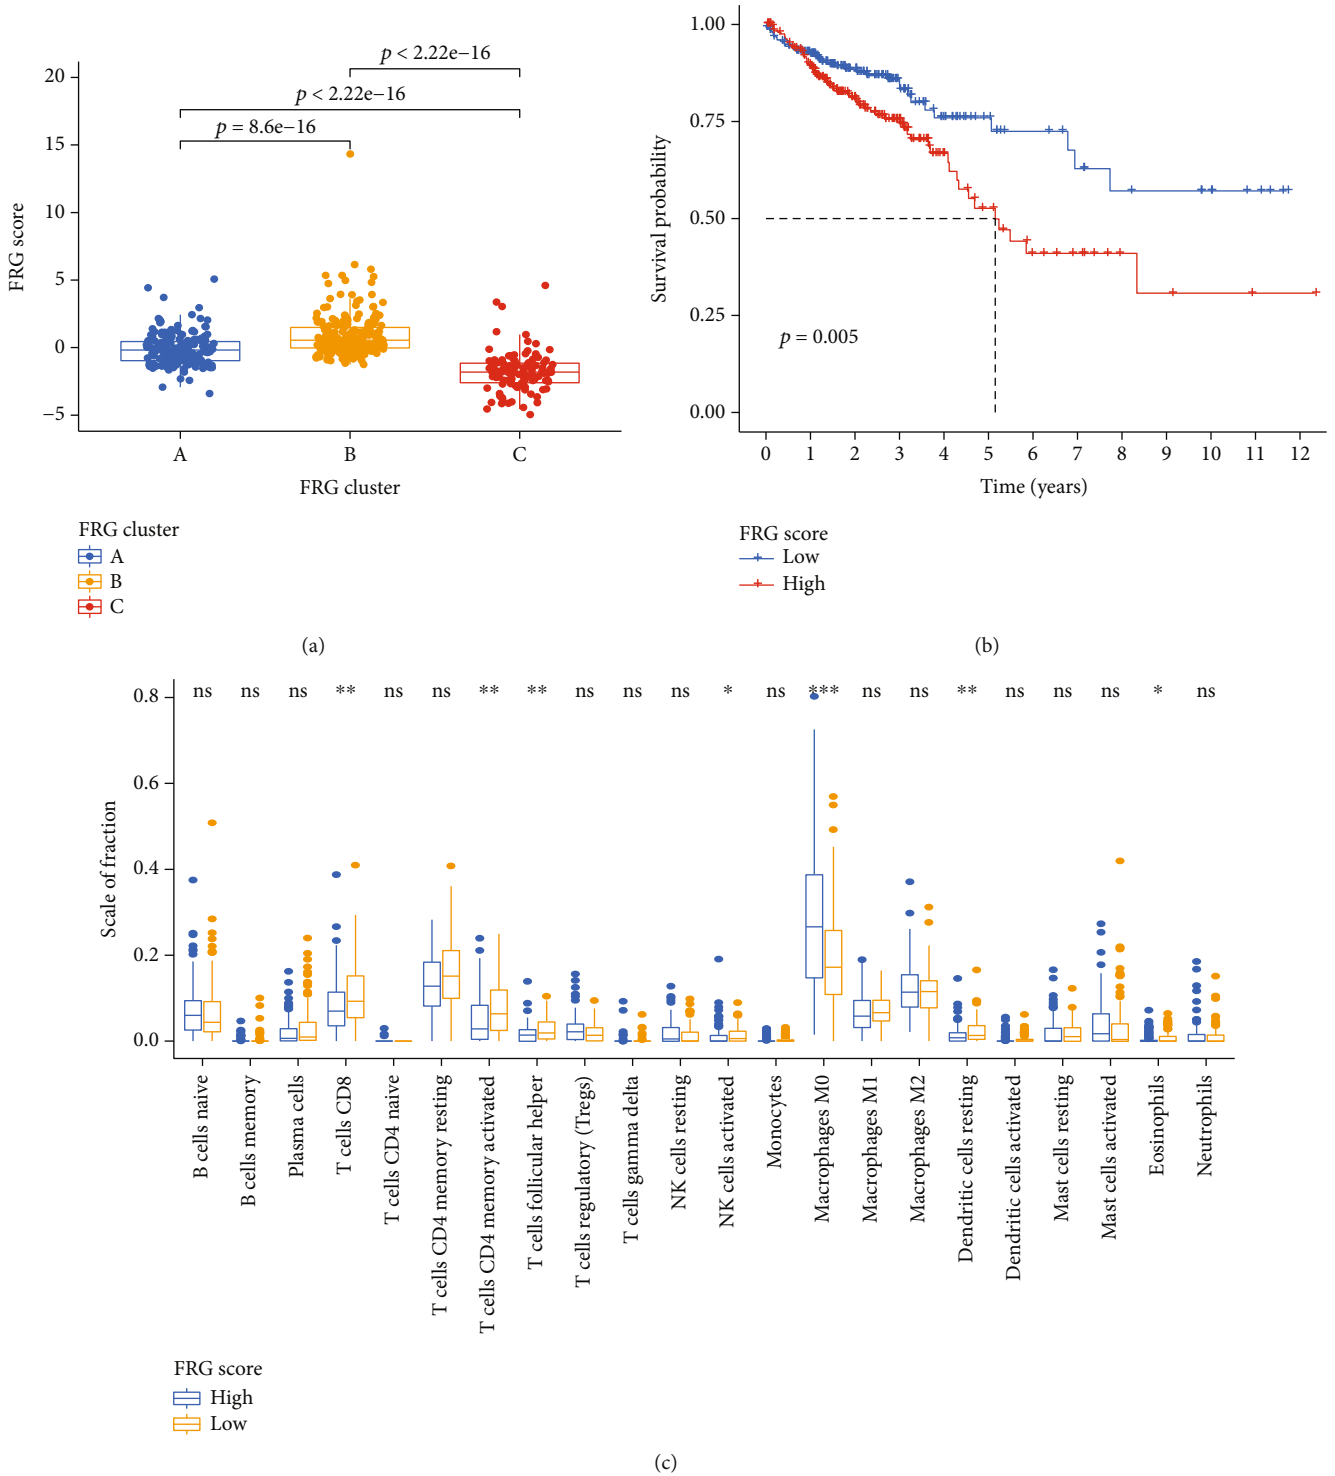 p < 2.22e−16
p < 2.22e−16
p = 8.6e−16
20
15
10
5
0
−5
FRG score
A B C
FRG cluster
FRG cluster
A
B
C
(a)
1.00
0.75
0.50
0.25
0.00
Survival probability
p = 0.005
0 1 2 3 4 5 6 7 8 9 10 11 12
Time (years)
FRG score
Low
High
(b)
ns ns ns ** ns ns ** ** ns ns ns * ns *** ns ns ** ns ns ns * ns
0.8
0.6
0.4
0.2
0.0
Scale of fraction
B cells naive
B cells memory
Plasma cells
T cells CD8
T cells CD4 naive
T cells CD4 memory resting
T cells CD4 memory activated
T cells follicular helper
T cells regulatory (Tregs)
T cells gamma delta
NK cells resting
NK cells activated
Monocytes
Macrophages M0
Macrophages M1
Macrophages M2
Dendritic cells resting
Dendritic cells activated
Mast cells resting
Mast cells activated
Eosinophils
Neutrophils
FRG score
High
Low
(c)